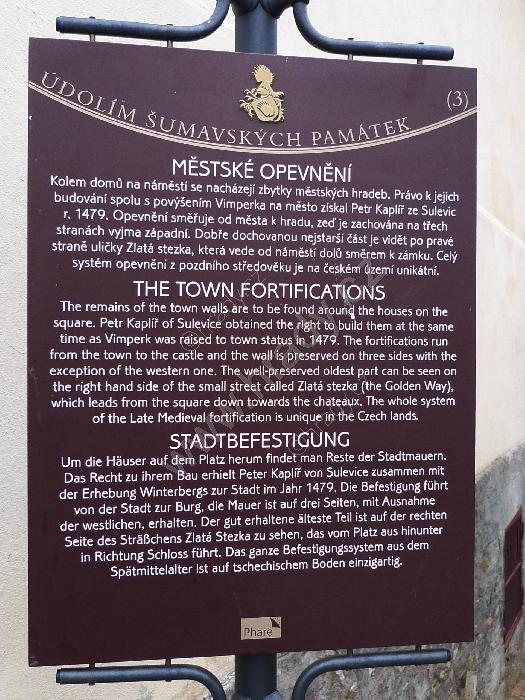 ÚDOLÍM ŠUMAVSKÝCH PAMÁTEK
(3)
MĚSTSKÉ OPEVNĚNÍ
Kolem domů na náměstí se nacházejí zbytky městských hradeb. Právo k jejich
budování spolu s povýšením Vimperka na město získal Petr Kaplíř ze Sulevic
r. 1479. Opevnění směřuje od města k hradu, zeď je zachována na třech
stranách vyjma západní. Dobře dochovanou nejstarší část je vidět po pravé
straně uličky Zlatá stezka, která vede od náměstí dolů směrem k zámku. Celý
systém opevnění z pozdního středověku je na českém území unikátní.
THE TOWN FORTIFICATIONS
The remains of the town walls are to be found around the houses on the
square. Petr Kaplíř of Sulevice obtained the right to build them at the same
time as Vimperk was raised to town status in 1479. The fortifications run
from the town to the castle and the wall is preserved on three sides with the
exception of the western one. The well-preserved oldest part can be seen on
the right hand side of the small street called Zlatá stezka (the Golden Way),
which leads from the square down towards the chateaux. The whole system
of the Late Medieval fortification is unique in the Czech lands.
STADTBEFESTIGUNG
Um die Häuser auf dem Platz herum findet man Reste der Stadtmauern.
Das Recht zu ihrem Bau erhielt Peter Kaplíř von Sulevice zusammen mit
der Erhebung Winterbergs zur Stadt im Jahr 1479. Die Befestigung führt
von der Stadt zur Burg, die Mauer ist auf drei Seiten, mit Ausnahme
der westlichen, erhalten. Der gut erhaltene älteste Teil ist auf der rechten
Seite des Sträßchens Zlatá Stezka zu sehen, das vom Platz aus hinunter
in Richtung Schloss führt. Das ganze Befestigungssystem aus dem
Spätmittelalter ist auf tschechischem Boden einzigartig.
Phare
www.hrady.cz